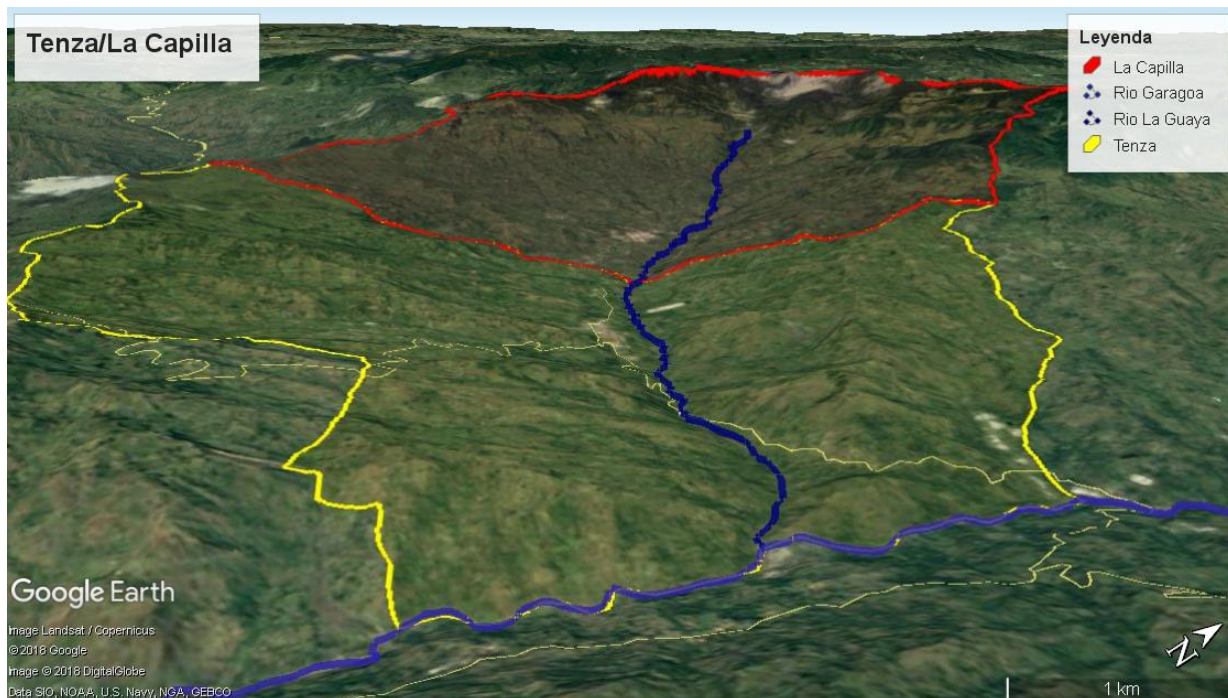 Tenza/La Capilla
Leyenda
La Capilla
Rio Garagoa
Rio La Guaya
Tenza
Google Earth
Image Landsat / Copernicus
© 2018 Google
Image © 2018 DigitalGlobe
Data SIO, NOAA, U.S. Navy, NGA, GEBCO
N
1 km